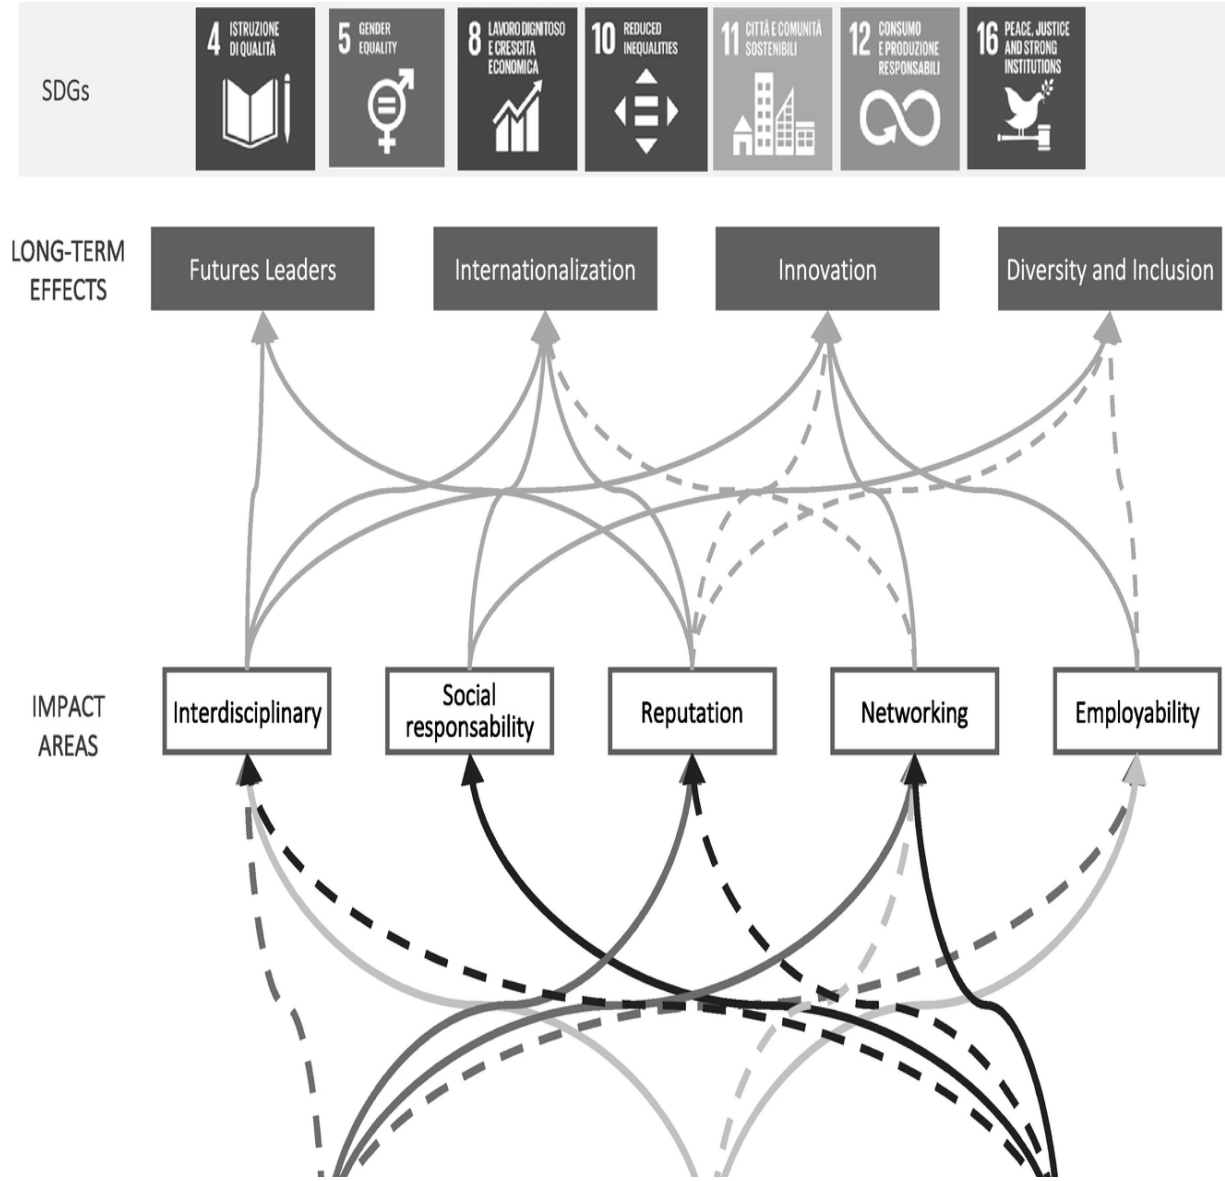 SDGs
4 ISTRUZIONE
DI QUALITÀ
5 GENDER
EQUALITY
8 LAVORO DIGNITOSO
E CRESCITA
ECONOMICA
10 REDUCED
INEQUALITIES
11 CITTÀ E COMUNITÀ
SOSTENIBILI
12 CONSUMO
E PRODUZIONE
RESPONSABILI
16 PEACE, JUSTICE
AND STRONG
INSTITUTIONS
LONG-TERM
EFFECTS
Futures Leaders
Internationalization
Innovation
Diversity and Inclusion
IMPACT
AREAS
Interdisciplinary
Social
responsability
Reputation
Networking
Employability